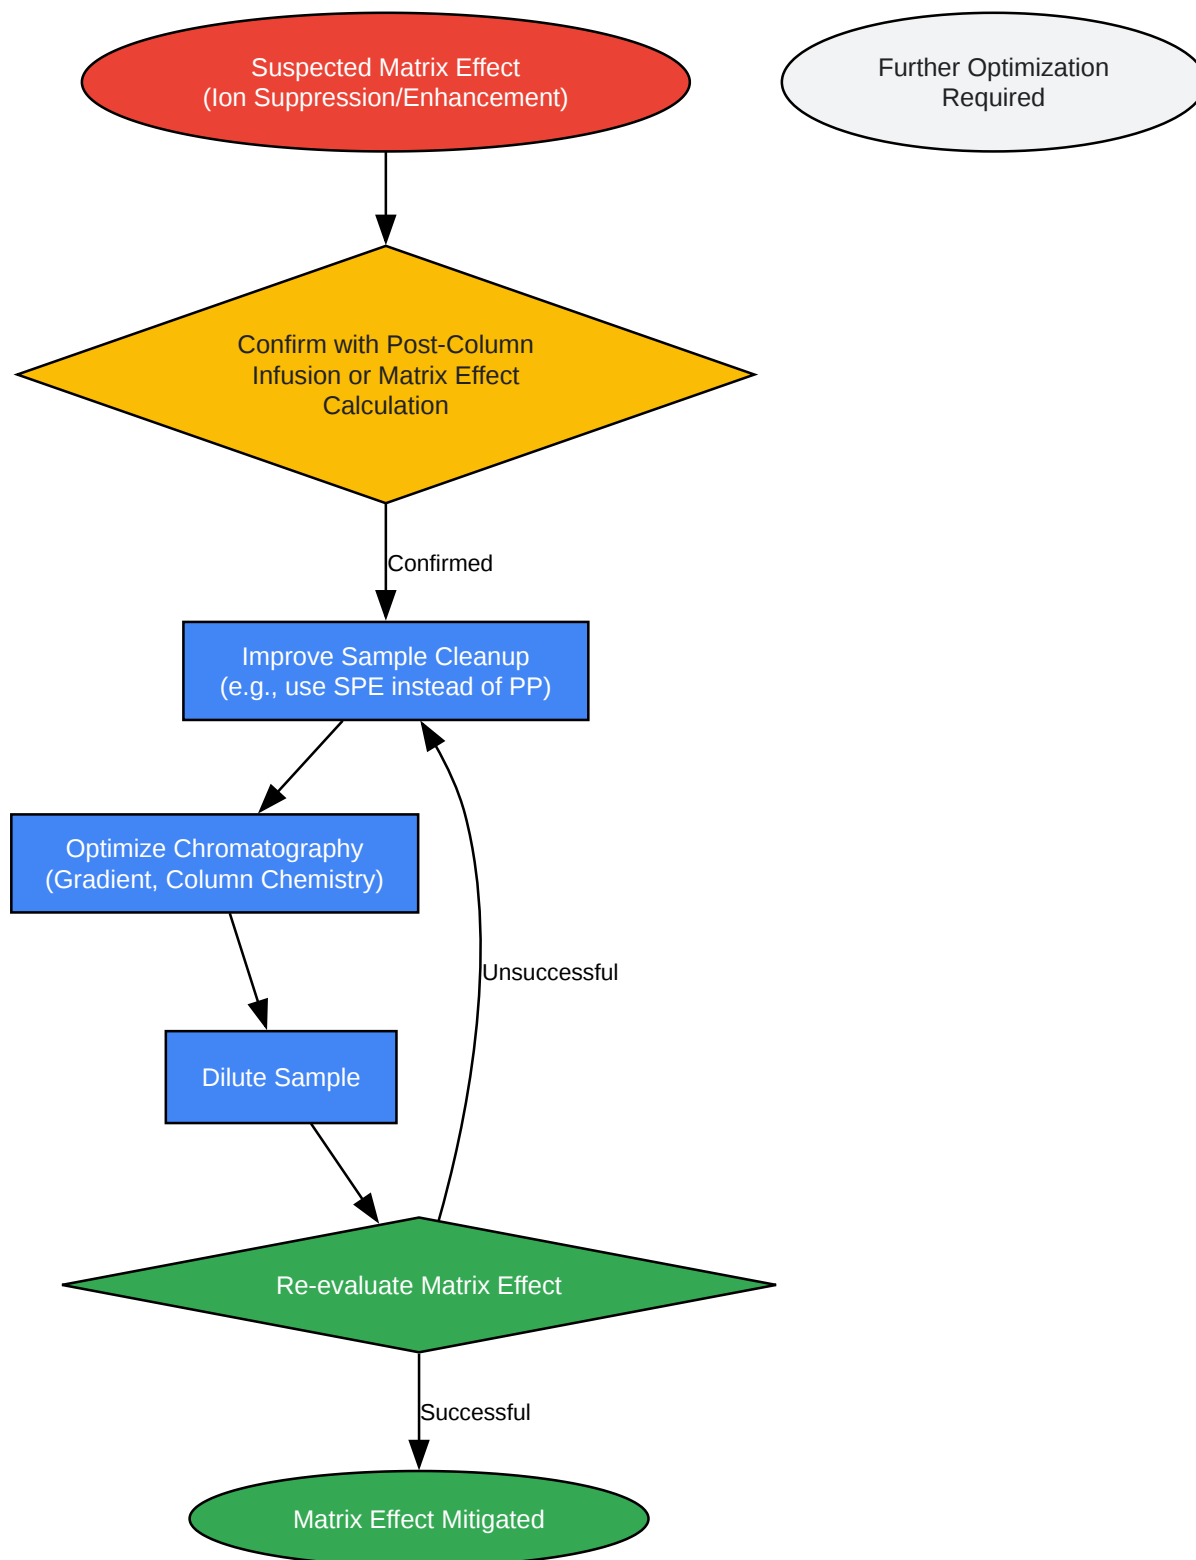 Suspected Matrix Effect
(Ion Suppression/Enhancement)
Further Optimization
Required
Confirm with Post-Column
Infusion or Matrix Effect
Calculation
Confirmed
Improve Sample Cleanup
(e.g., use SPE instead of PP)
Optimize Chromatography
(Gradient, Column Chemistry)
Unsuccessful
Dilute Sample
Re-evaluate Matrix Effect
Successful
Matrix Effect Mitigated